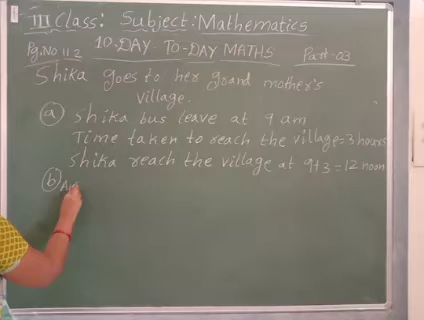 III Class: Subject: Mathematics
Pg.No 112 10-DAY TO-DAY MATHS Part-03
Shika goes to her grand mother's
village.
(a) Shika bus leave at 9 am
Time taken to reach the village=3 hours
Shika reach the village at 9+3=12 noon
(b)